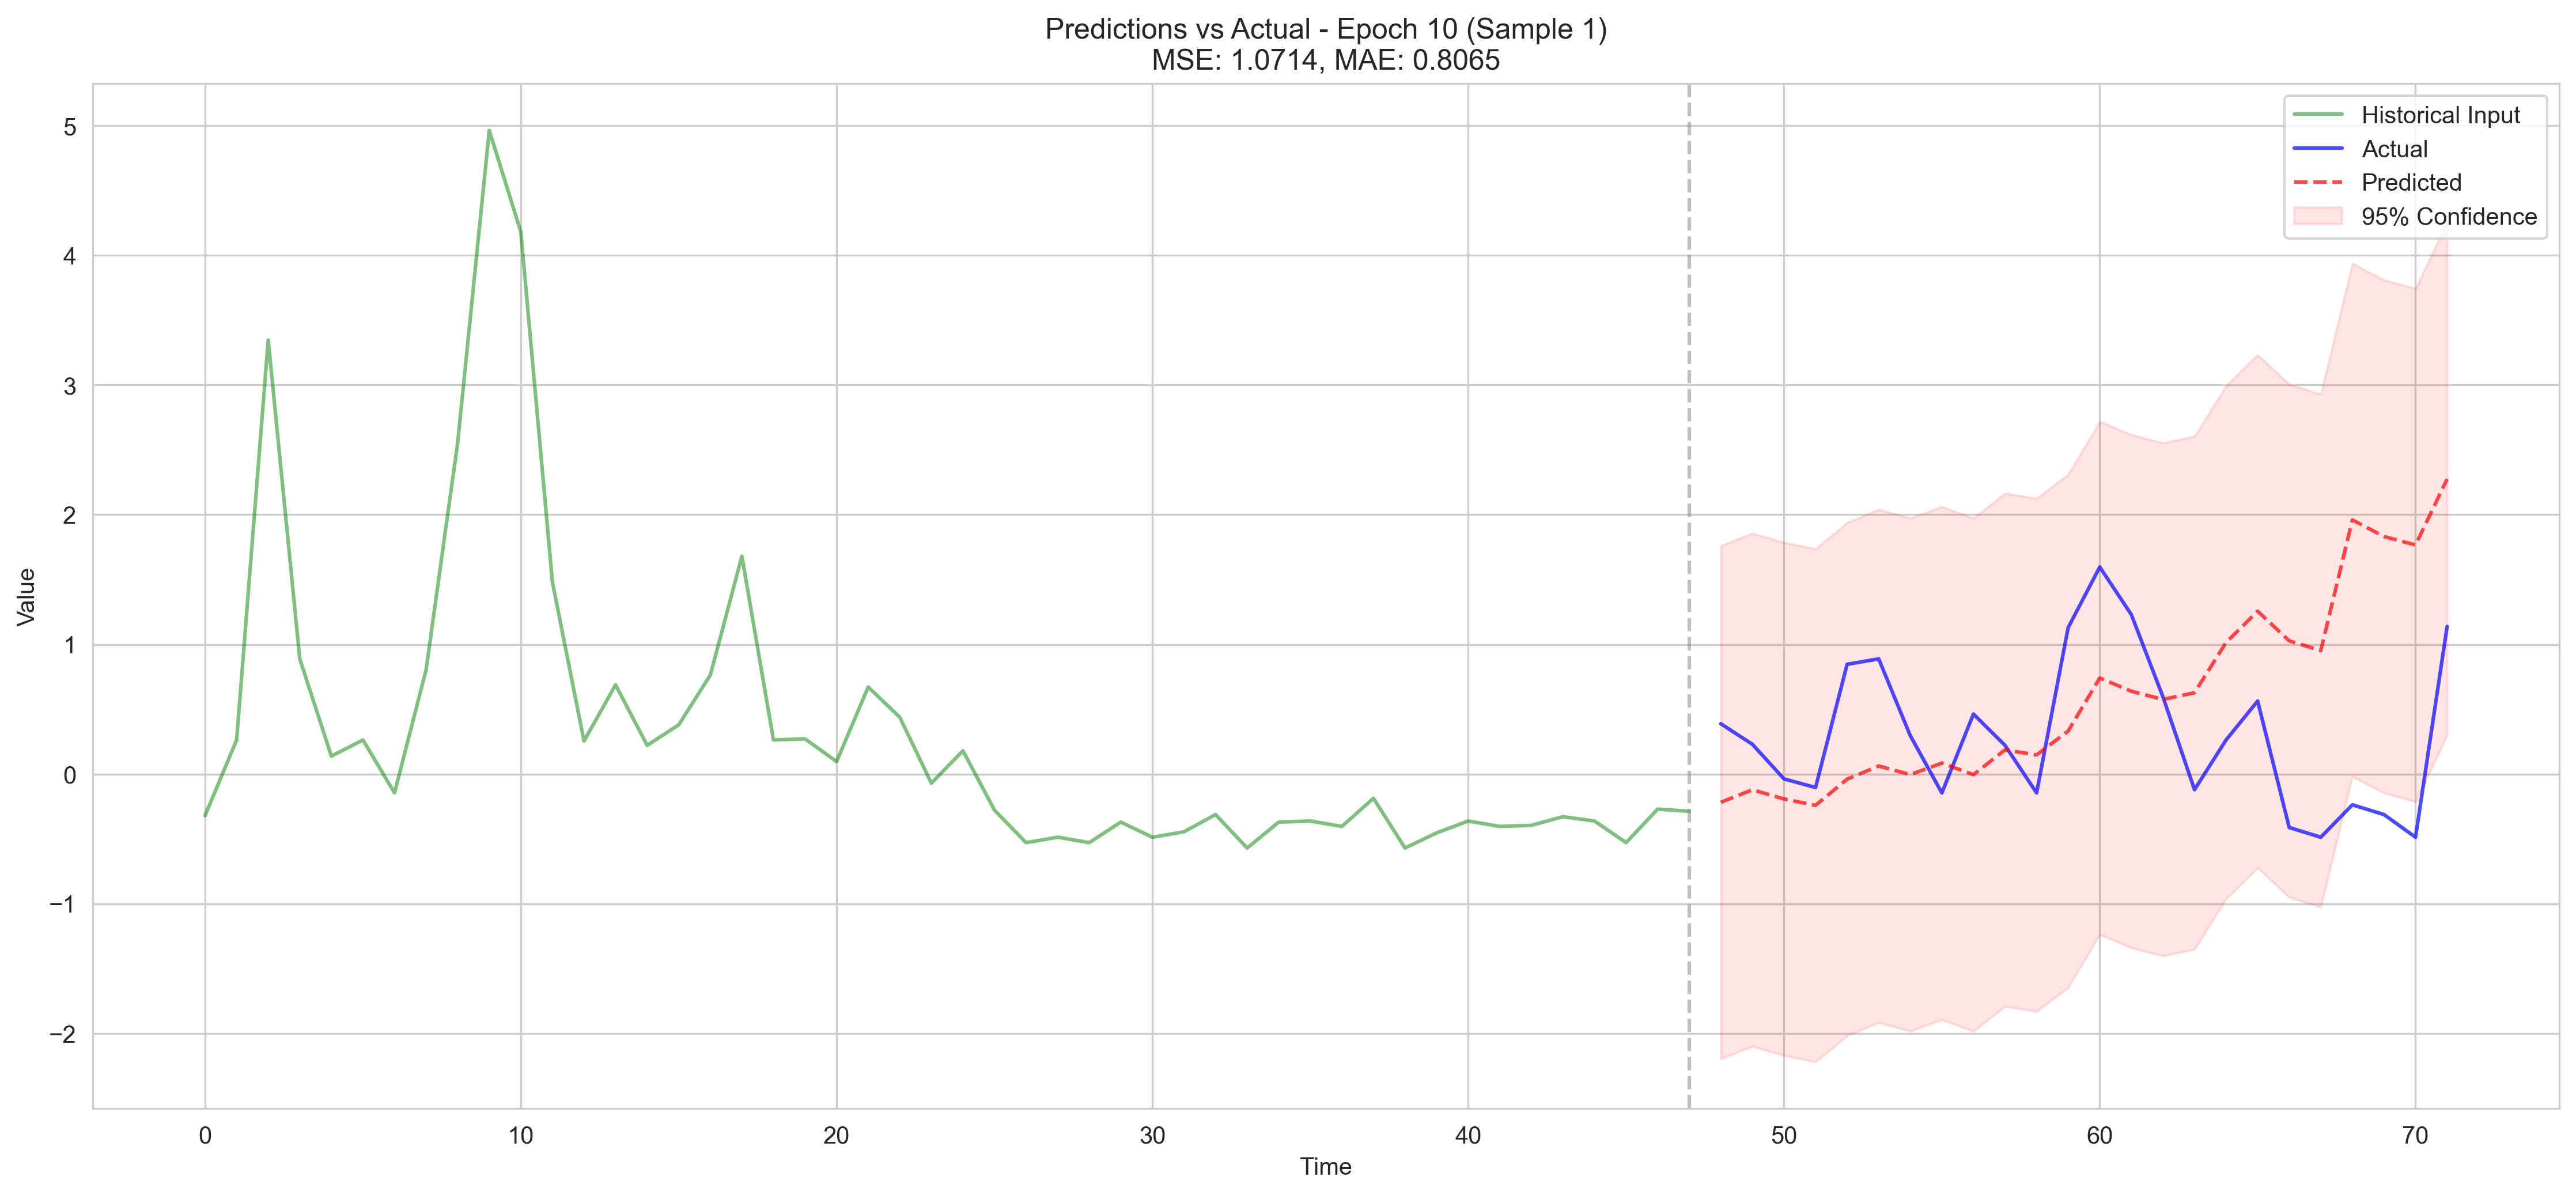 Predictions vs Actual - Epoch 10 (Sample 1)
MSE: 1.0714, MAE: 0.8065
Historical Input
Actual
Predicted
95% Confidence
5
4
3
2
1
0
−1
−2
Value
0 10 20 30 40 50 60 70
Time